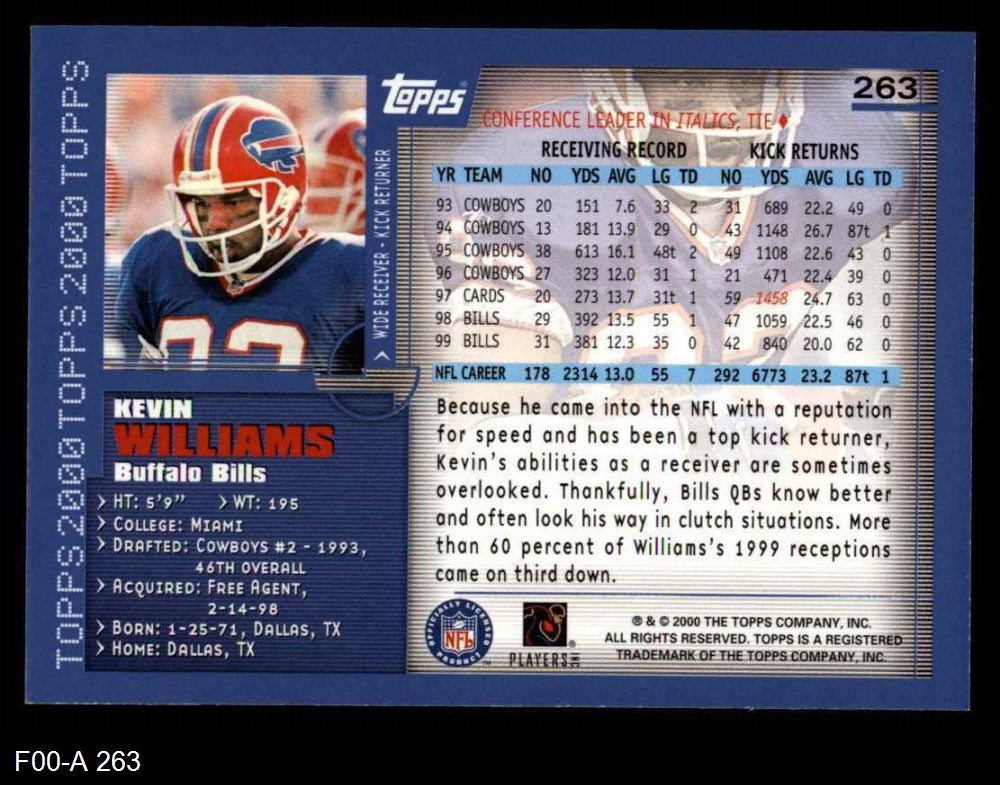 TOPPS2000TOPPS2000TOPPS2000TOPPS
TOPPS
263
CONFERENCE LEADER IN ITALICS, TIE♦
RECEIVING RECORD KICK RETURNS
YR TEAM NO YDS AVG LG TD NO YDS AVG LG TD
93 COWBOYS 20 151 7.6 33 2 31 689 22.2 49 0
94 COWBOYS 13 181 13.9 29 0 43 1148 26.7 87t 1
95 COWBOYS 38 613 16.1 48t 2 49 1108 22.6 43 0
96 COWBOYS 27 323 12.0 31 1 21 471 22.4 39 0
97 CARDS 20 273 13.7 31t 1 59 1458 24.7 63 0
98 BILLS 29 392 13.5 55 1 47 1059 22.5 46 0
99 BILLS 31 381 12.3 35 0 42 840 20.0 62 0
NFL CAREER 178 2314 13.0 55 7 292 6773 23.2 87t 1
> WIDE RECEIVER - KICK RETURNER
KEVIN
WILLIAMS
Buffalo Bills
> HT: 5'9" > WT: 195
> COLLEGE: MIAMI
> DRAFTED: COWBOYS #2 - 1993,
46TH OVERALL
> ACQUIRED: FREE AGENT,
2-14-98
> BORN: 1-25-71, DALLAS, TX
> HOME: DALLAS, TX
Because he came into the NFL with a reputation
for speed and has been a top kick returner,
Kevin's abilities as a receiver are sometimes
overlooked. Thankfully, Bills QBs know better
and often look his way in clutch situations. More
than 60 percent of Williams's 1999 receptions
came on third down.
OFFICIALLY LICENSED
NFL
PRODUCT
PLAYERS INC
® & © 2000 THE TOPPS COMPANY, INC.
ALL RIGHTS RESERVED. TOPPS IS A REGISTERED
TRADEMARK OF THE TOPPS COMPANY, INC.
F00-A 263